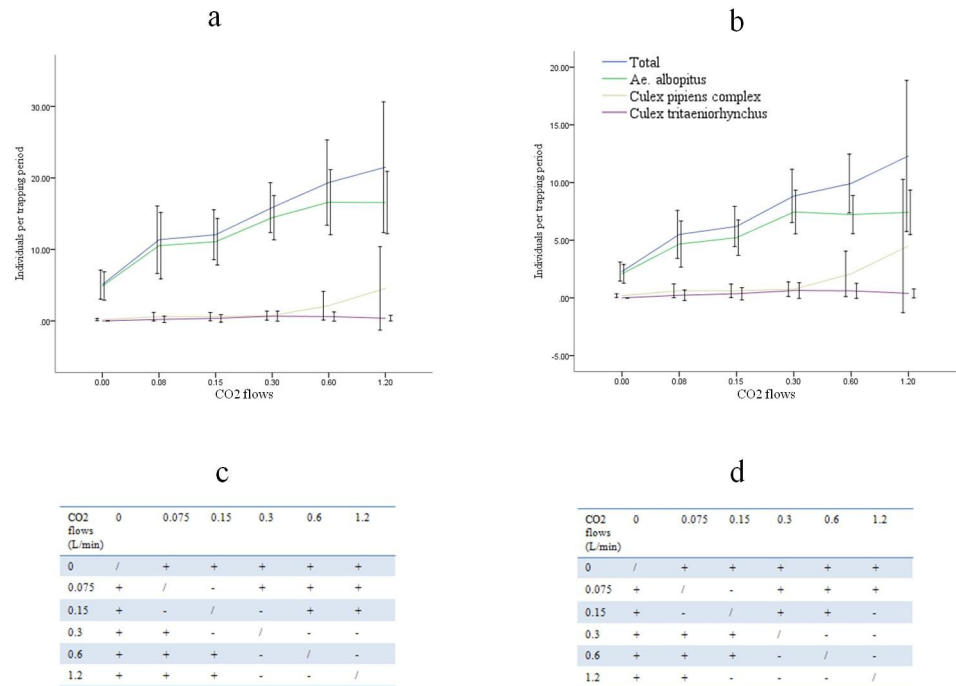 a
b
Individuals per trapping period
30.00
20.00
10.00
.00
0.00 0.08 0.15 0.30 0.60 1.20
CO2 flows
Individuals per trapping period
20.00
15.00
10.00
5.00
.00
-5.00
Total
Ae. albopitus
Culex pipiens complex
Culex tritaeniorhynchus
0.00 0.08 0.15 0.30 0.60 1.20
CO2 flows
c
CO2 flows (L/min) 0 0.075 0.15 0.3 0.6 1.2
0 / + + + + +
0.075 + / - + + +
0.15 + - / - + +
0.3 + + - / - -
0.6 + + + - / -
1.2 + + + - - /
d
CO2 flows (L/min) 0 0.075 0.15 0.3 0.6 1.2
0 / + + + + +
0.075 + / - + + +
0.15 + - / + + -
0.3 + + + / - -
0.6 + + + - / -
1.2 + + - - - /